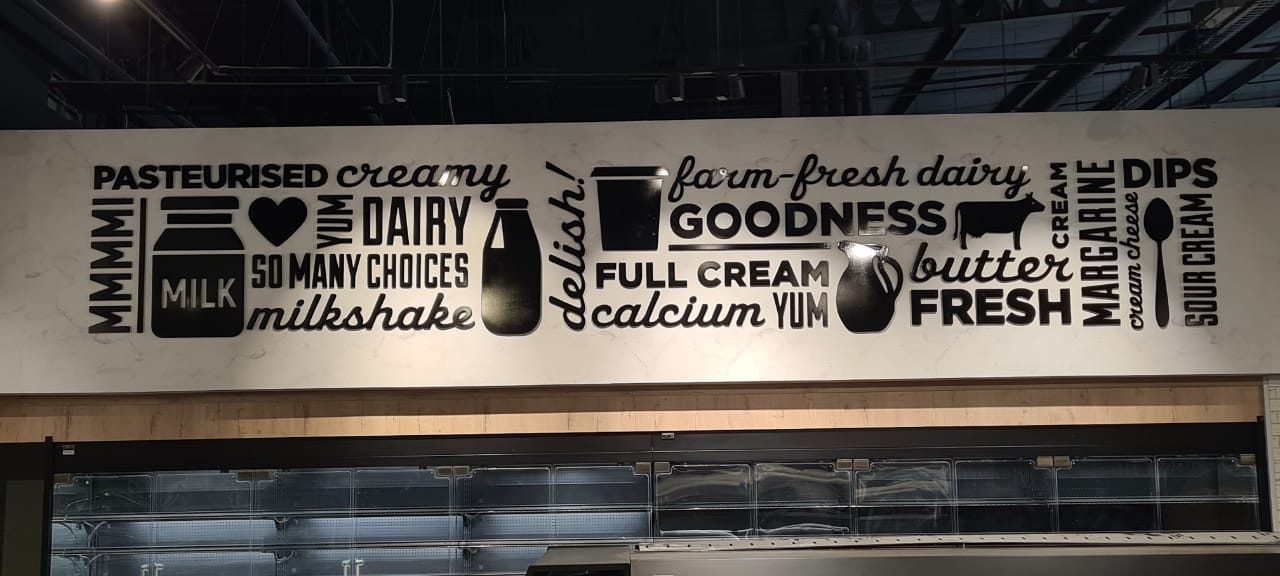 PASTEURISED creamy
MMMMI
MILK
YUM
DAIRY
SO MANY CHOICES
milkshake
delish!
farm-fresh dairy
GOODNESS
FULL CREAM
calcium YUM
butter
FRESH
CREAM
MARGARINE
DIPS
cream cheese
SOUR CREAM